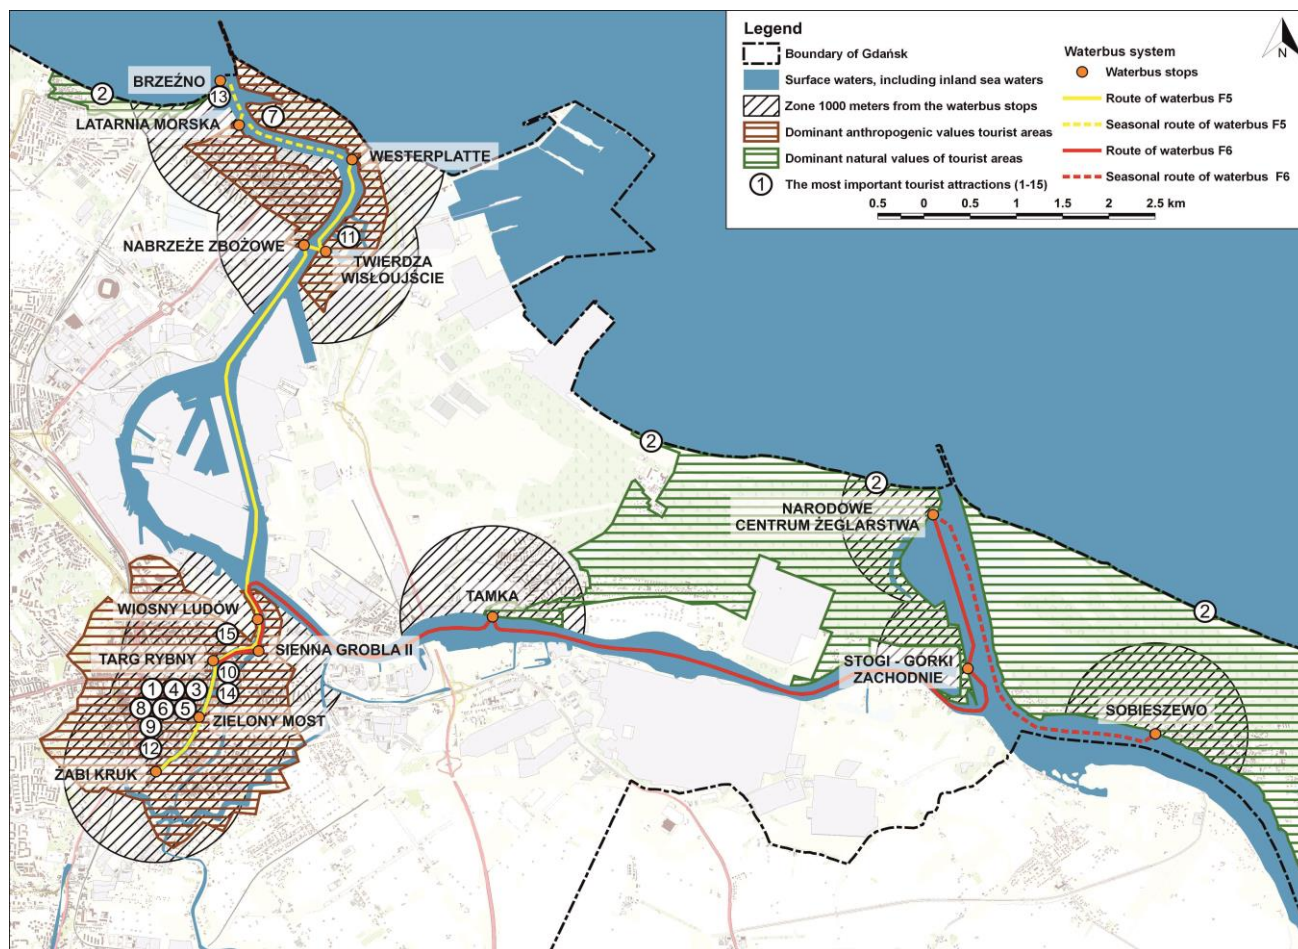 Legend
Boundary of Gdańsk
Surface waters, including inland sea waters
Zone 1000 meters from the waterbus stops
Dominant anthropogenic values tourist areas
Dominant natural values of tourist areas
1 The most important tourist attractions (1-15)
Waterbus system
Waterbus stops
Route of waterbus F5
Seasonal route of waterbus F5
Route of waterbus F6
Seasonal route of waterbus F6
0.5 0 0.5 1 1.5 2 2.5 km
N
BRZEŹNO
2
13
7
LATARNIA MORSKA
WESTERPLATTE
NABRZEŻE ZBOŻOWE
11
TWIERDZA
WISŁOUJŚCIE
2
2
NARODOWE
CENTRUM ŻEGLARSTWA
TAMKA
2
WIOSNY LUDÓW
15
SIENNA GROBLA II
TARG RYBNY
10
STOGI - GÓRKI
ZACHODNIE
1 4 3 14
8 6 5
SOBIESZEWO
9
ZIELONY MOST
12
ŻABI KRUK